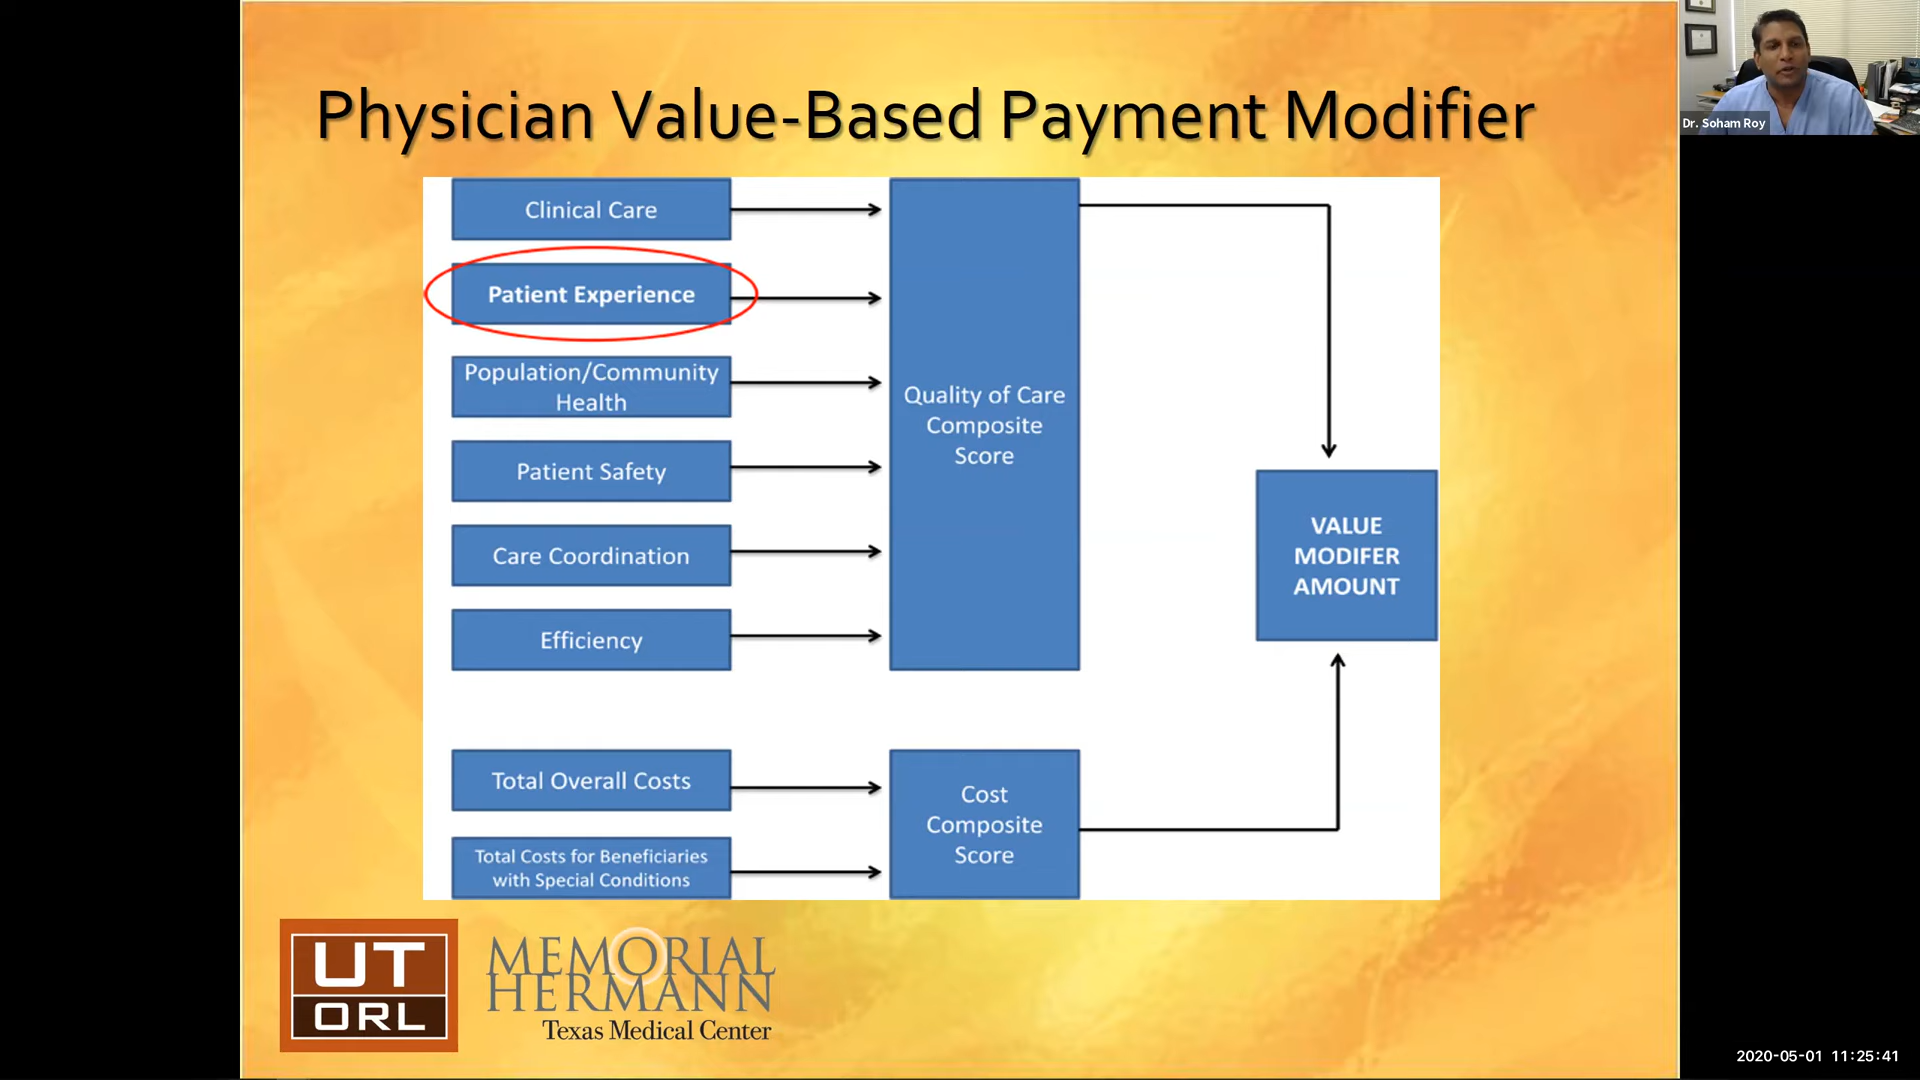 Physician Value-Based Payment Modifier
Dr. Soham Roy
Clinical Care
Patient Experience
Population/Community
Health
Patient Safety
Care Coordination
Efficiency
Quality of Care
Composite
Score
VALUE
MODIFER
AMOUNT
Total Overall Costs
Total Costs for Beneficiaries
with Special Conditions
Cost
Composite
Score
UT
ORL
MEMORIAL
HERMANN
Texas Medical Center
2020-05-01 11:25:41